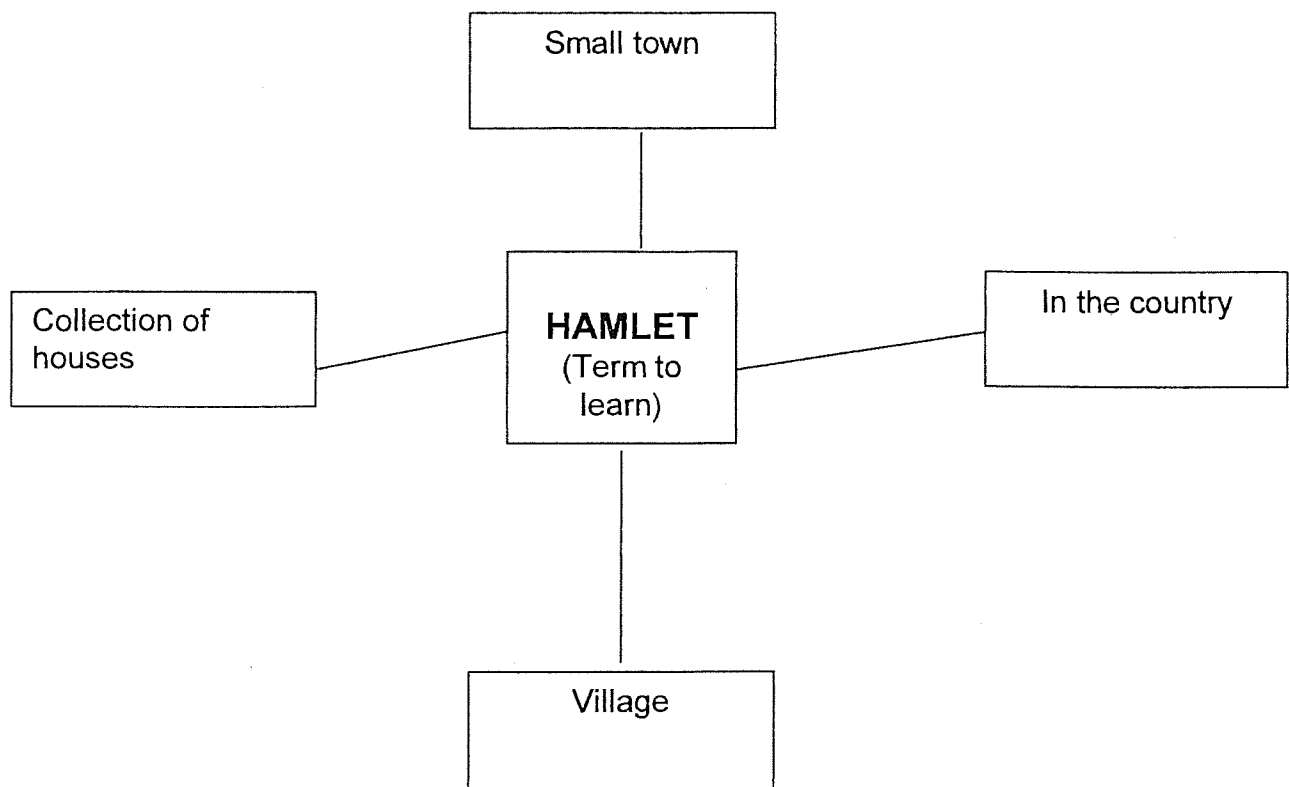 Small town
Collection of
houses
HAMLET
(Term to
learn)
In the country
Village